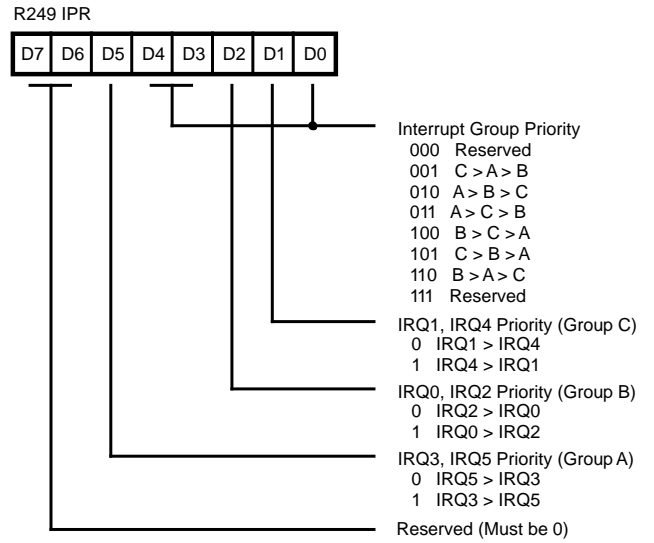 R249 IPR
D7 D6 D5 D4 D3 D2 D1 D0
Interrupt Group Priority
000 Reserved
001 C > A > B
010 A > B > C
011 A > C > B
100 B > C > A
101 C > B > A
110 B > A > C
111 Reserved
IRQ1, IRQ4 Priority (Group C)
0 IRQ1 > IRQ4
1 IRQ4 > IRQ1
IRQ0, IRQ2 Priority (Group B)
0 IRQ2 > IRQ0
1 IRQ0 > IRQ2
IRQ3, IRQ5 Priority (Group A)
0 IRQ5 > IRQ3
1 IRQ3 > IRQ5
Reserved (Must be 0)